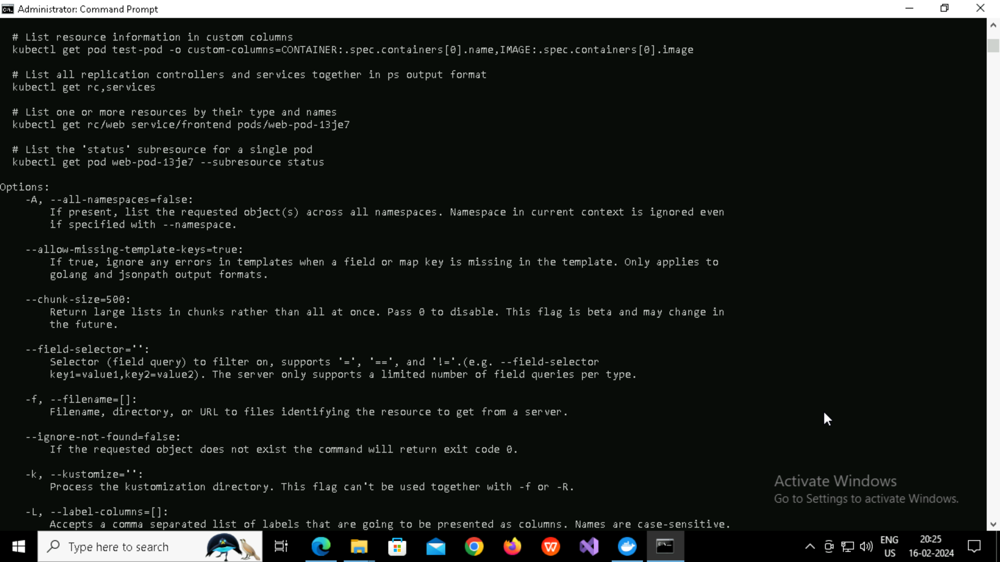 Administrator: Command Prompt
# List resource information in custom columns
kubectl get pod test-pod -o custom-columns=CONTAINER:.spec.containers[0].name,IMAGE:.spec.containers[0].image
# List all replication controllers and services together in ps output format
kubectl get rc,services
# List one or more resources by their type and names
kubectl get rc/web service/frontend pods/web-pod-13je7
# List the 'status' subresource for a single pod
kubectl get pod web-pod-13je7 --subresource status
Options:
-A, --all-namespaces=false:
If present, list the requested object(s) across all namespaces. Namespace in current context is ignored even
if specified with --namespace.
--allow-missing-template-keys=true:
If true, ignore any errors in templates when a field or map key is missing in the template. Only applies to
golang and jsonpath output formats.
--chunk-size=500:
Return large lists in chunks rather than all at once. Pass 0 to disable. This flag is beta and may change in
the future.
--field-selector='':
Selector (field query) to filter on, supports '=', '==', and '!='.(e.g. --field-selector
key1=value1,key2=value2). The server only supports a limited number of field queries per type.
-f, --filename=[]:
Filename, directory, or URL to files identifying the resource to get from a server.
--ignore-not-found=false:
If the requested object does not exist the command will return exit code 0.
-k, --kustomize='':
Process the kustomization directory. This flag can't be used together with -f or -R.
-L, --label-columns=[]:
Accepts a comma separated list of labels that are going to be presented as columns. Names are case-sensitive.
Activate Windows
Go to Settings to activate Windows.
Type here to search
ENG
US
20:25
16-02-2024